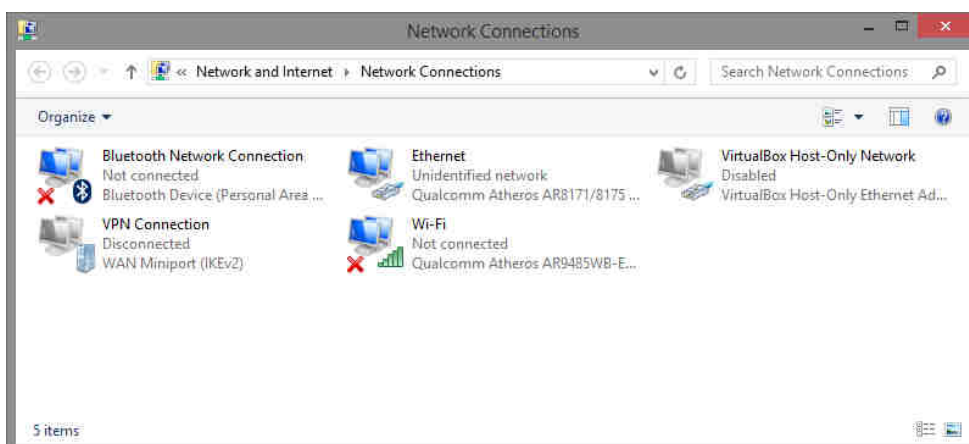 Network Connections
« Network and Internet ▸ Network Connections
Search Network Connections
Organize
Bluetooth Network Connection
Not connected
Bluetooth Device (Personal Area ...
Ethernet
Unidentified network
Qualcomm Atheros AR8171/8175 ...
VirtualBox Host-Only Network
Disabled
VirtualBox Host-Only Ethernet Ad...
VPN Connection
Disconnected
WAN Miniport (IKEv2)
Wi-Fi
Not connected
Qualcomm Atheros AR9485WB-E...
5 items